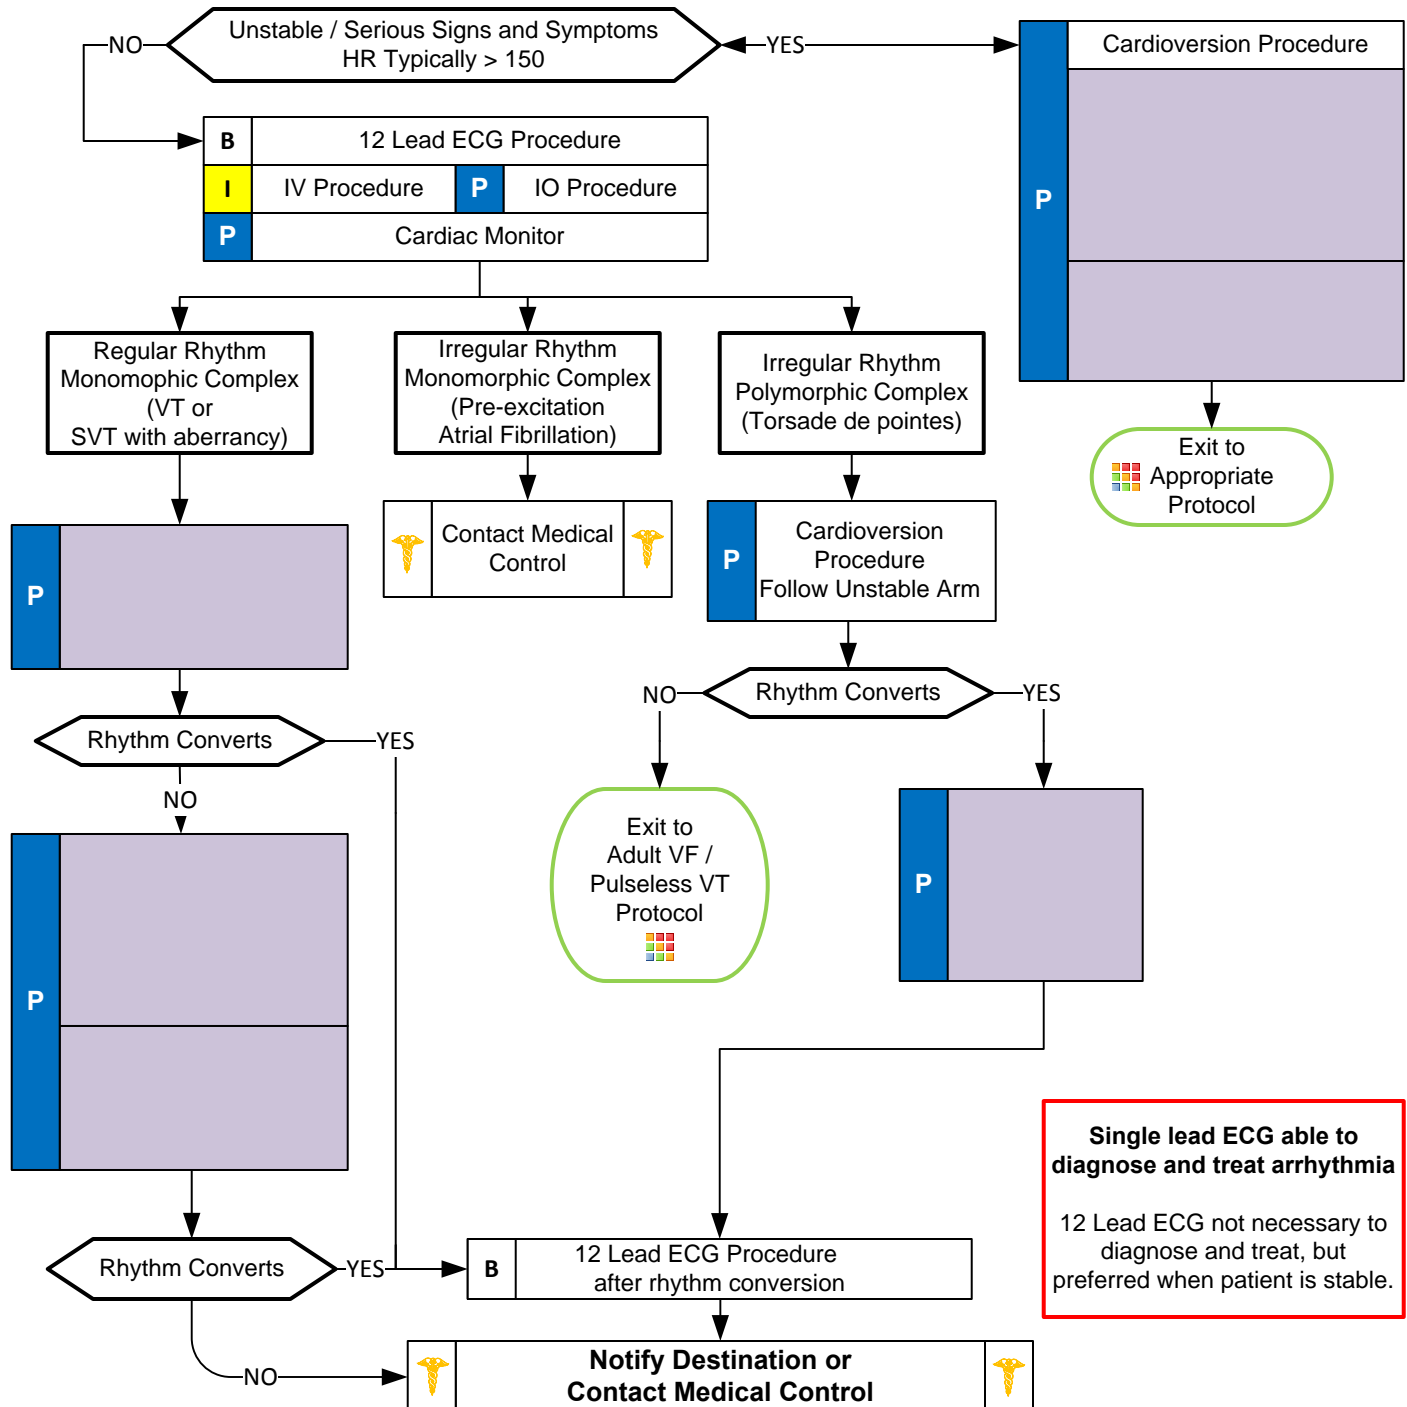 Unstable / Serious Signs and Symptoms
HR Typically > 150
NO
YES
Cardioversion Procedure
P
B
12 Lead ECG Procedure
I
IV Procedure
P
IO Procedure
P
Cardiac Monitor
Regular Rhythm
Monomophic Complex
(VT or
SVT with aberrancy)
Irregular Rhythm
Monomorphic Complex
(Pre-excitation
Atrial Fibrillation)
Irregular Rhythm
Polymorphic Complex
(Torsade de pointes)
Exit to
Appropriate
Protocol
P
Contact Medical
Control
P
Cardioversion
Procedure
Follow Unstable Arm
Rhythm Converts
YES
NO
Rhythm Converts
NO
YES
P
Exit to
Adult VF /
Pulseless VT
Protocol
P
Single lead ECG able to
diagnose and treat arrhythmia
12 Lead ECG not necessary to
diagnose and treat, but
preferred when patient is stable.
Rhythm Converts
YES
NO
B
12 Lead ECG Procedure
after rhythm conversion
Notify Destination or
Contact Medical Control